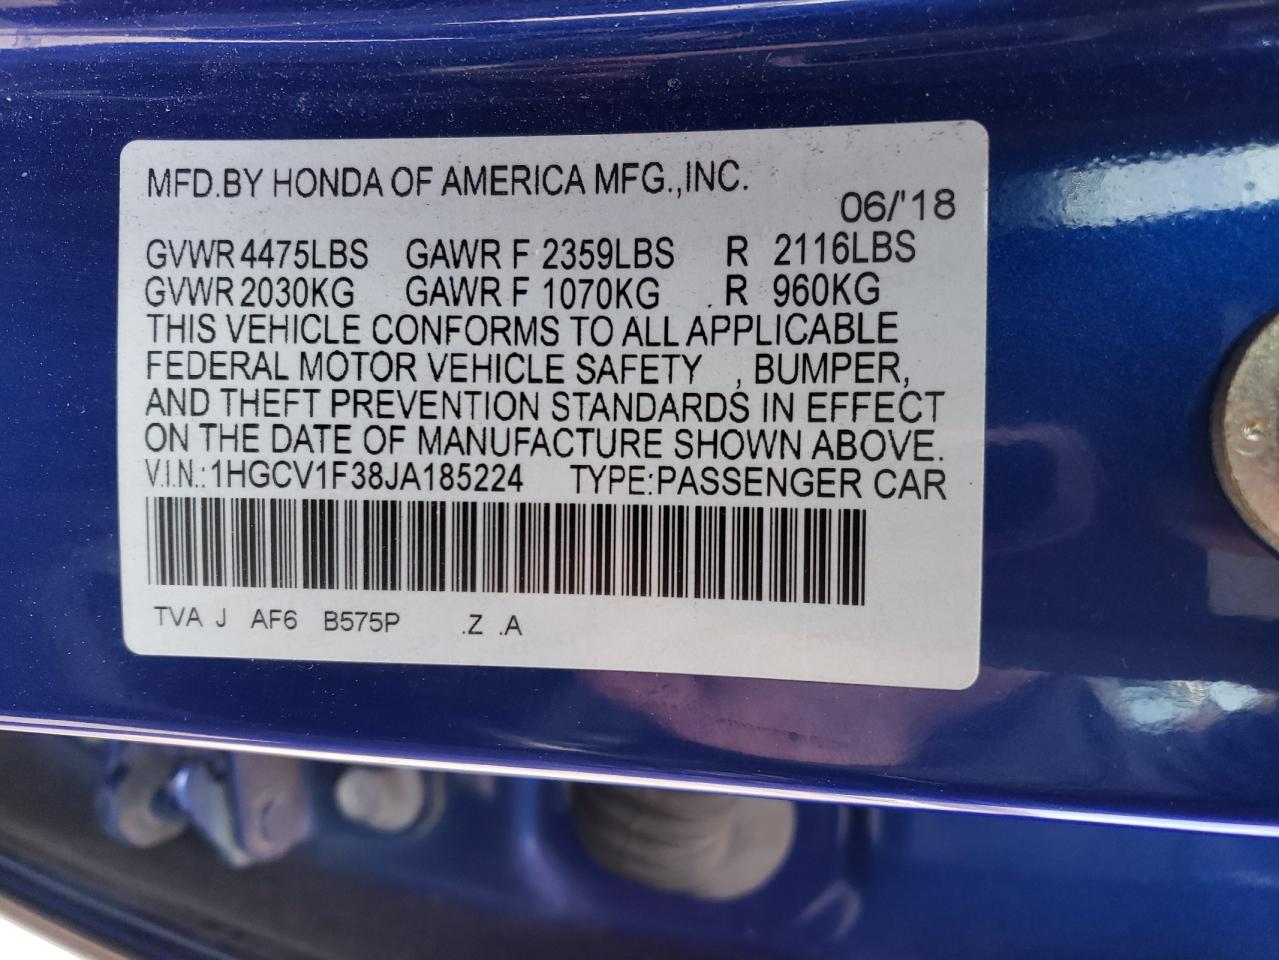 MFD.BY HONDA OF AMERICA MFG.,INC.
06/'18
GVWR 4475LBS GAWR F 2359LBS R 2116LBS
GVWR 2030KG GAWR F 1070KG R 960KG
THIS VEHICLE CONFORMS TO ALL APPLICABLE
FEDERAL MOTOR VEHICLE SAFETY , BUMPER,
AND THEFT PREVENTION STANDARDS IN EFFECT
ON THE DATE OF MANUFACTURE SHOWN ABOVE.
V.I.N.:1HGCV1F38JA185224 TYPE:PASSENGER CAR
TVA J AF6 B575P .Z .A